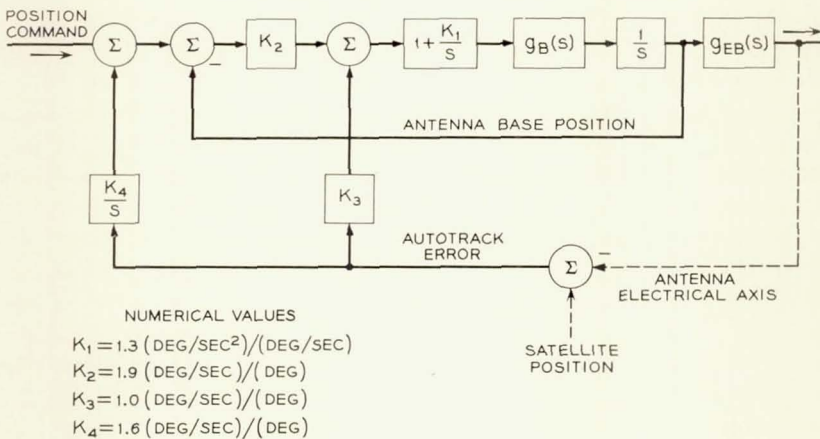 POSITION
COMMAND
Σ
Σ
−
K2
Σ
1 + K1/S
gB(S)
1/S
gEB(S)
ANTENNA BASE POSITION
K4/S
K3
AUTOTRACK
ERROR
Σ
−
ANTENNA
ELECTRICAL AXIS
SATELLITE
POSITION
NUMERICAL VALUES
K1 = 1.3 (DEG/SEC²)/(DEG/SEC)
K2 = 1.9 (DEG/SEC)/(DEG)
K3 = 1.0 (DEG/SEC)/(DEG)
K4 = 1.6 (DEG/SEC)/(DEG)